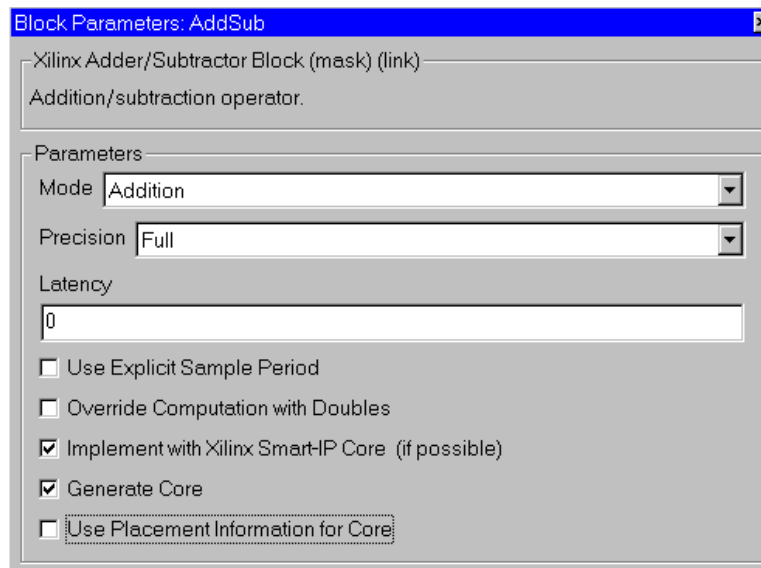 Block Parameters: AddSub
Xilinx Adder/Subtractor Block (mask) (link)
Addition/subtraction operator.
Parameters
Mode Addition
Precision Full
Latency
0
Use Explicit Sample Period
Override Computation with Doubles
Implement with Xilinx Smart-IP Core (if possible)
Generate Core
Use Placement Information for Core